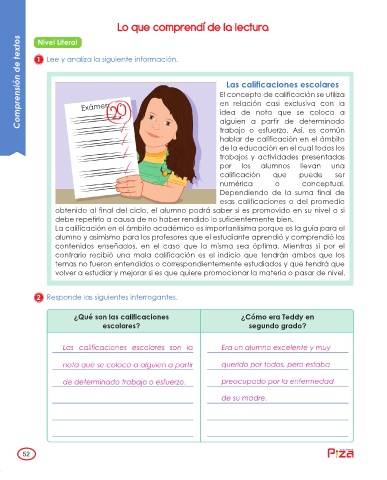 Lo que comprendí de la lectura
Comprensión de textos
Nivel Literal
1 Lee y analiza la siguiente información.
Examen
20
Las calificaciones escolares
El concepto de calificación se utiliza
en relación casi exclusiva con la
idea de nota que se coloca a
alguien a partir de determinado
trabajo o esfuerzo. Así, es común
hablar de calificación en el ámbito
de la educación en el cual todos los
trabajos y actividades presentadas
por los alumnos llevan una
calificación que puede ser
numérica o conceptual.
Dependiendo de la suma final de
esas calificaciones o del promedio
obtenido al final del ciclo, el alumno podrá saber si es promovido en su nivel o si
debe repetirlo a causa de no haber rendido lo suficientemente bien.
La calificación en el ámbito académico es importantísima porque es la guía para el
alumno y asimismo para los profesores que el estudiante aprendió y comprendió los
contenidos enseñados, en el caso que la misma sea óptima. Mientras si por el
contrario recibió una mala calificación es el indicio que tendrán ambos que los
temas no fueron entendidos o correspondientemente estudiados y que tendrá que
volver a estudiar y mejorar si es que quiere promocionar la materia o pasar de nivel.
2 Responde las siguientes interrogantes.
¿Qué son las calificaciones
escolares?
Las calificaciones escolares son la
nota que se coloca a alguien a partir
de determinado trabajo o esfuerzo.
¿Cómo era Teddy en
segundo grado?
Era un alumno excelente y muy
querido por todos, pero estaba
preocupado por la enfermedad
de su madre.
52
Piza